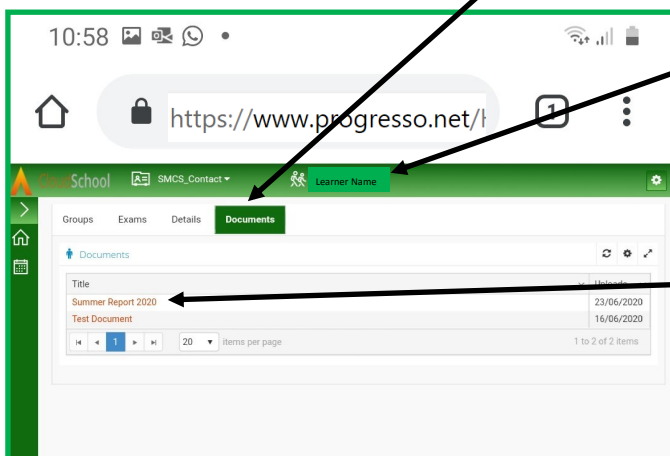 10:58
1
https://www.progresso.net/
CloudSchool SMCS_Contact Learner Name
Groups Exams Details Documents
Documents
Title
Summer Report 2020 23/06/2020
Test Document 16/06/2020
1 20 items per page 1 to 2 of 2 items